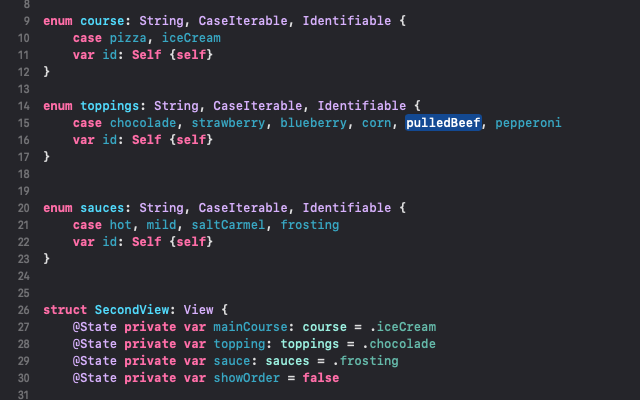 8
9 enum course: String, CaseIterable, Identifiable {
10 case pizza, iceCream
11 var id: Self {self}
12 }
13
14 enum toppings: String, CaseIterable, Identifiable {
15 case chocolade, strawberry, blueberry, corn, pulledBeef, pepperoni
16 var id: Self {self}
17 }
18
19
20 enum sauces: String, CaseIterable, Identifiable {
21 case hot, mild, saltCarmel, frosting
22 var id: Self {self}
23 }
24
25
26 struct SecondView: View {
27 @State private var mainCourse: course = .iceCream
28 @State private var topping: toppings = .chocolade
29 @State private var sauce: sauces = .frosting
30 @State private var showOrder = false
31